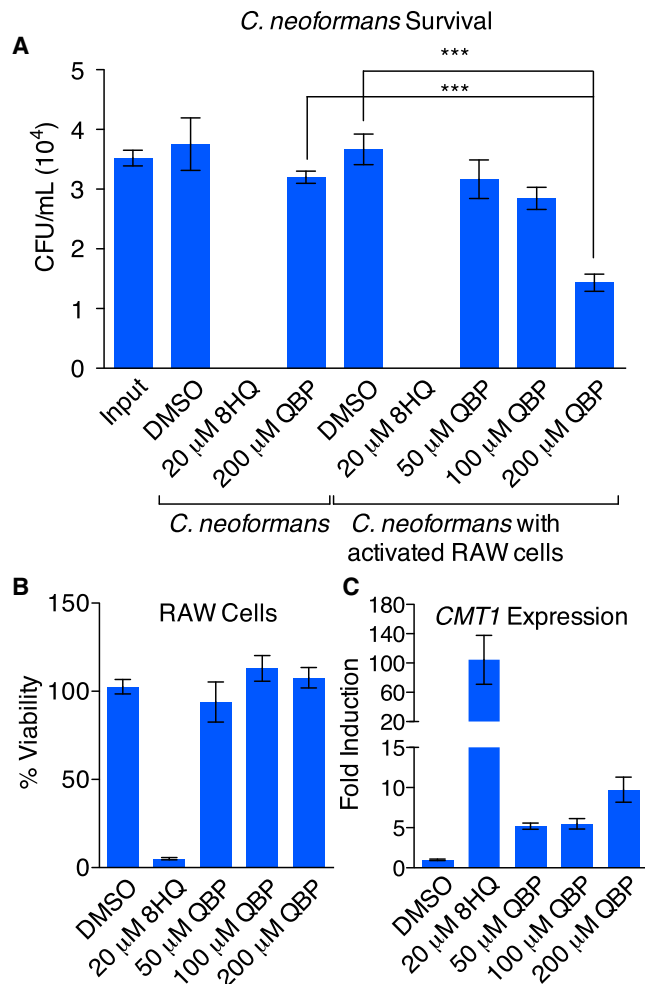 C. neoformans Survival
A
***
***
CFU/mL (10⁴)
5
4
3
2
1
0
Input
DMSO
20 µM 8HQ
200 µM QBP
DMSO
20 µM 8HQ
50 µM QBP
100 µM QBP
200 µM QBP
C. neoformans
C. neoformans with
activated RAW cells
B
RAW Cells
% Viability
150
100
50
0
DMSO
20 µM 8HQ
50 µM QBP
100 µM QBP
200 µM QBP
C
CMT1 Expression
Fold Induction
180
140
100
60
20
15
10
5
0
DMSO
20 µM 8HQ
50 µM QBP
100 µM QBP
200 µM QBP